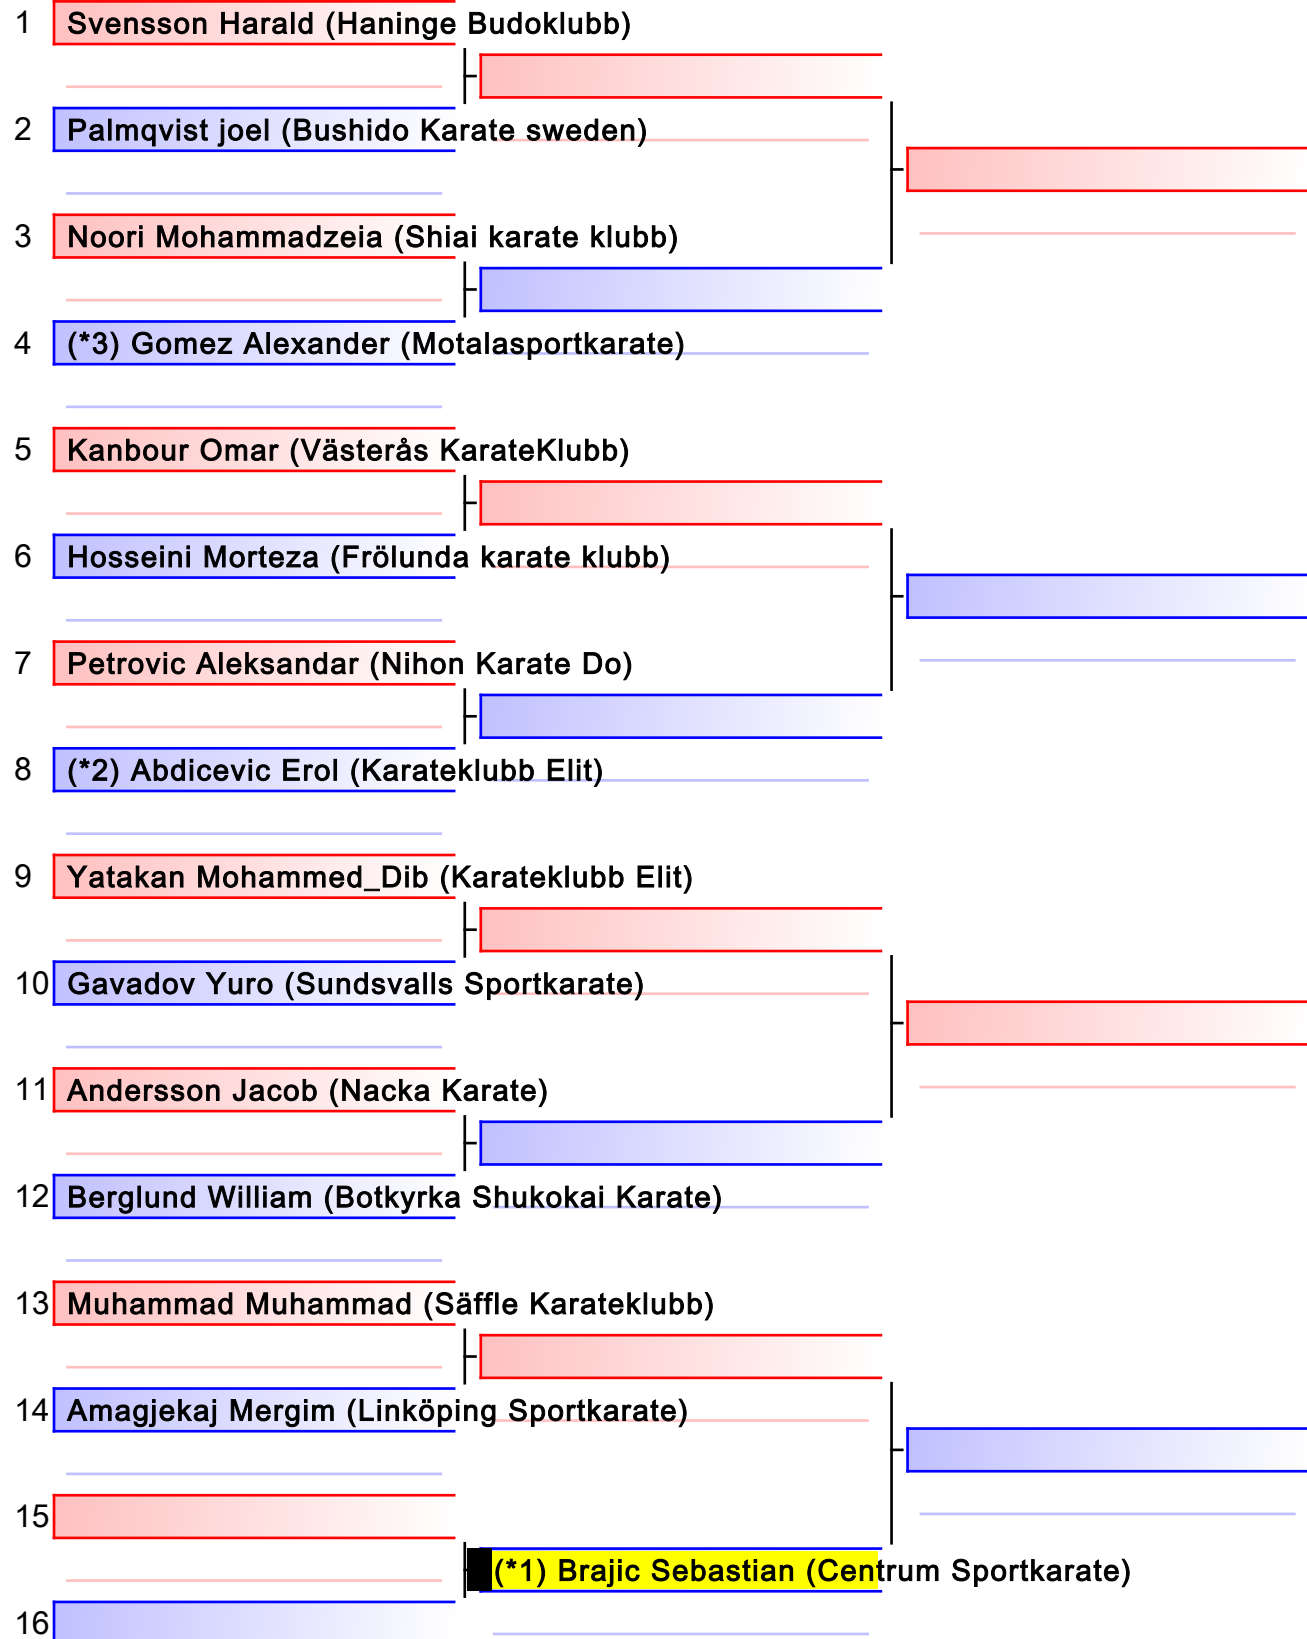 1 Svensson Harald (Haninge Budoklubb)
2 Palmqvist joel (Bushido Karate sweden)
3 Noori Mohammadzeia (Shiai karate klubb)
4 (*3) Gomez Alexander (Motalasportkarate)
5 Kanbour Omar (Västerås KarateKlubb)
6 Hosseini Morteza (Frölunda karate klubb)
7 Petrovic Aleksandar (Nihon Karate Do)
8 (*2) Abdicevic Erol (Karateklubb Elit)
9 Yatakan Mohammed_Dib (Karateklubb Elit)
10 Gavadov Yuro (Sundsvalls Sportkarate)
11 Andersson Jacob (Nacka Karate)
12 Berglund William (Botkyrka Shukokai Karate)
13 Muhammad Muhammad (Säffle Karateklubb)
14 Amagjekaj Mergim (Linköping Sportkarate)
15
(*1) Brajic Sebastian (Centrum Sportkarate)
16